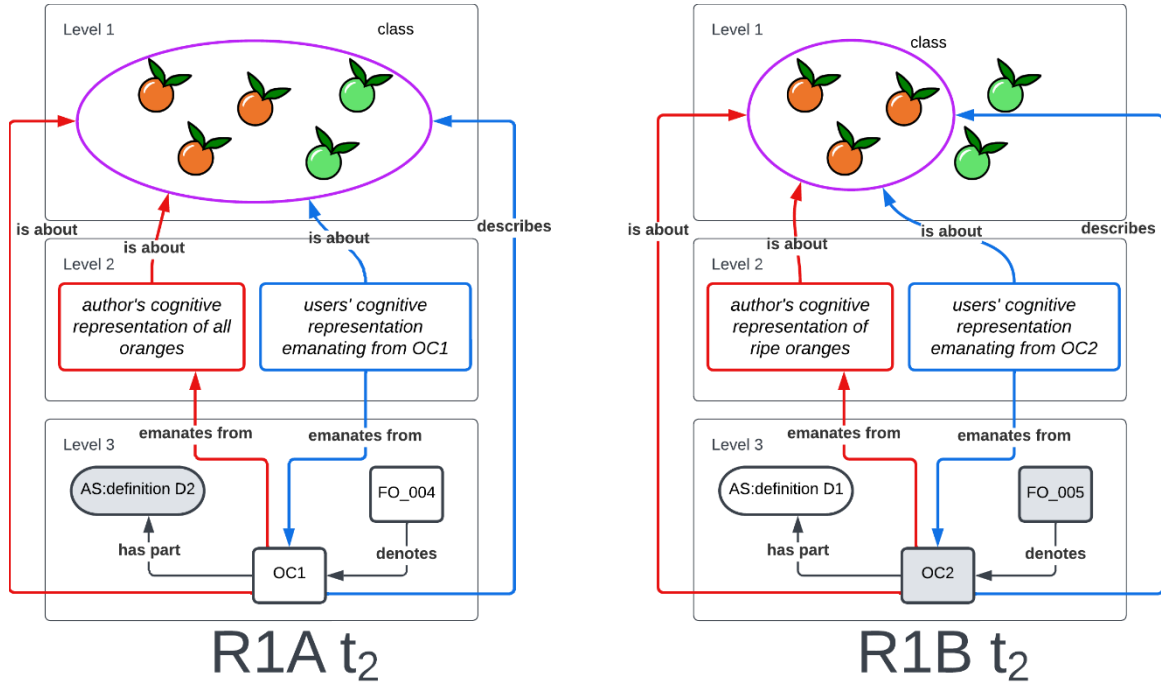 Level 1
class
is about
is about
is about
describes
Level 2
author's cognitive
representation of all
oranges
users' cognitive
representation
emanating from OC1
emanates from
emanates from
Level 3
AS:definition D2
FO_004
has part
denotes
OC1
R1A t₂
Level 1
class
is about
is about
is about
describes
Level 2
author's cognitive
representation of
ripe oranges
users' cognitive
representation
emanating from OC2
emanates from
emanates from
Level 3
AS:definition D1
FO_005
has part
denotes
OC2
R1B t₂